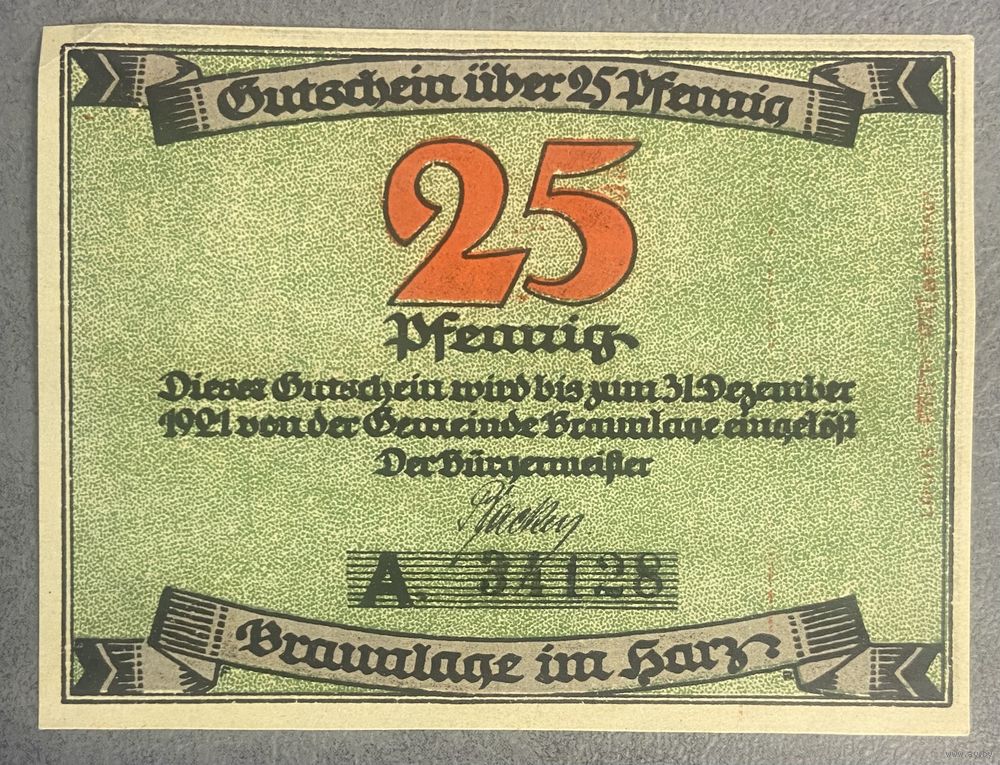 Gutschein über 25 Pfennig
25
Pfennig
Dieser Gutschein wird bis zum 31. Dezember
1921 von der Gemeinde Braunlage eingelöst
Der Bürgermeister
A. 34128
Braunlage im Harz